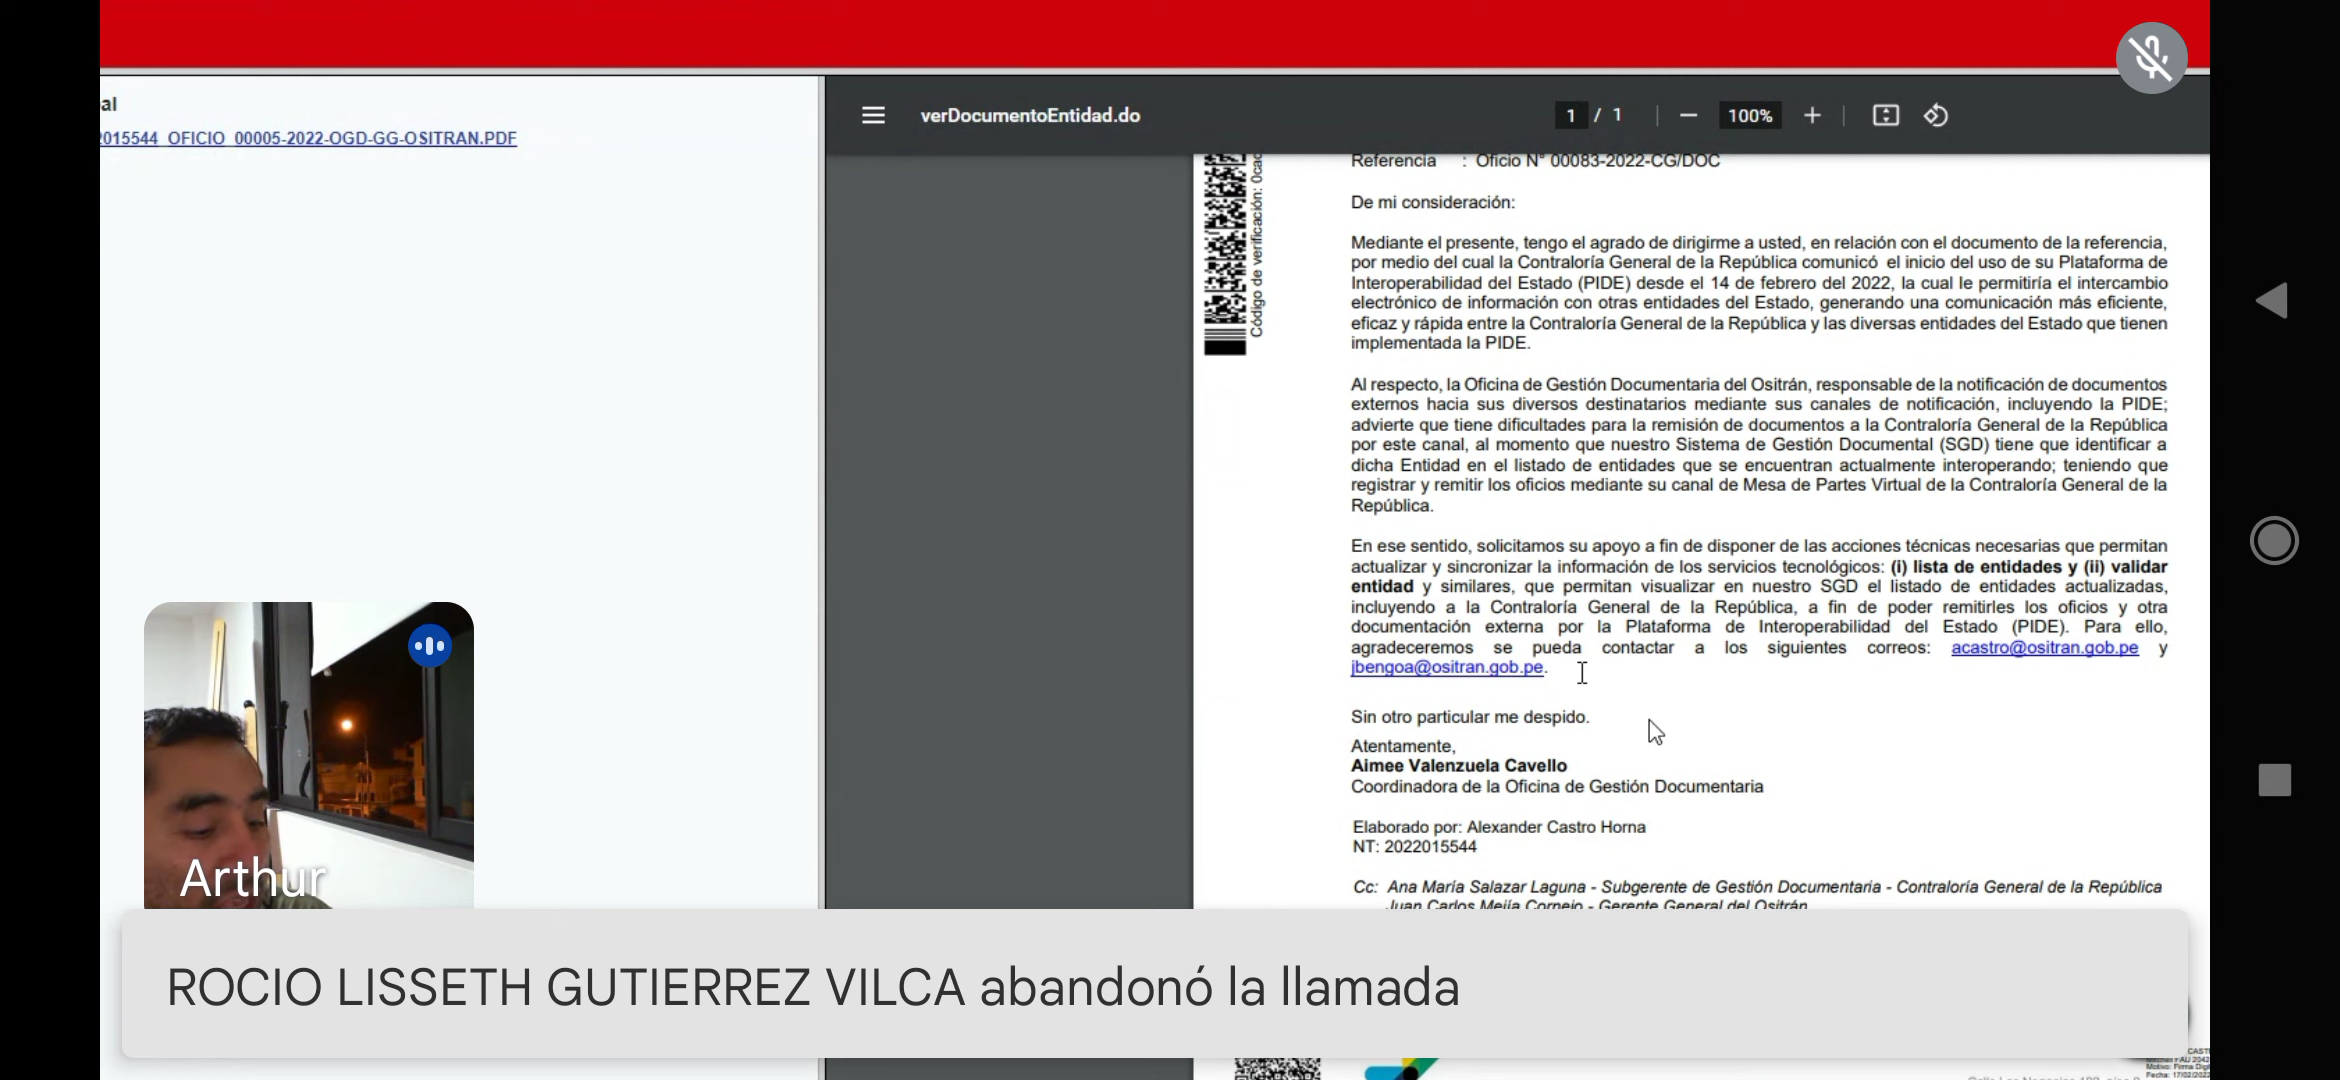 al
2015544_OFICIO_00005-2022-OGD-GG-OSITRAN.PDF
verDocumentoEntidad.do
1 / 1
100%
Código de verificación: 0cac
Referencia : Oficio N° 00083-2022-CG/DOC
De mi consideración:
Mediante el presente, tengo el agrado de dirigirme a usted, en relación con el documento de la referencia,
por medio del cual la Contraloría General de la República comunicó el inicio del uso de su Plataforma de
Interoperabilidad del Estado (PIDE) desde el 14 de febrero del 2022, la cual le permitiría el intercambio
electrónico de información con otras entidades del Estado, generando una comunicación más eficiente,
eficaz y rápida entre la Contraloría General de la República y las diversas entidades del Estado que tienen
implementada la PIDE.
Al respecto, la Oficina de Gestión Documentaria del Ositrán, responsable de la notificación de documentos
externos hacia sus diversos destinatarios mediante sus canales de notificación, incluyendo la PIDE;
advierte que tiene dificultades para la remisión de documentos a la Contraloría General de la República
por este canal, al momento que nuestro Sistema de Gestión Documental (SGD) tiene que identificar a
dicha Entidad en el listado de entidades que se encuentran actualmente interoperando; teniendo que
registrar y remitir los oficios mediante su canal de Mesa de Partes Virtual de la Contraloría General de la
República.
En ese sentido, solicitamos su apoyo a fin de disponer de las acciones técnicas necesarias que permitan
actualizar y sincronizar la información de los servicios tecnológicos: (i) lista de entidades y (ii) validar
entidad y similares, que permitan visualizar en nuestro SGD el listado de entidades actualizadas,
incluyendo a la Contraloría General de la República, a fin de poder remitirles los oficios y otra
documentación externa por la Plataforma de Interoperabilidad del Estado (PIDE). Para ello,
agradeceremos se pueda contactar a los siguientes correos: acastro@ositran.gob.pe y
jbengoa@ositran.gob.pe.
Sin otro particular me despido.
Atentamente,
Aimee Valenzuela Cavello
Coordinadora de la Oficina de Gestión Documentaria
Elaborado por: Alexander Castro Horna
NT: 2022015544
Cc: Ana María Salazar Laguna - Subgerente de Gestión Documentaria - Contraloría General de la República
Juan Carlos Mejía Cornejo - Gerente General del Ositrán
Arthur
ROCIO LISSETH GUTIERREZ VILCA abandonó la llamada